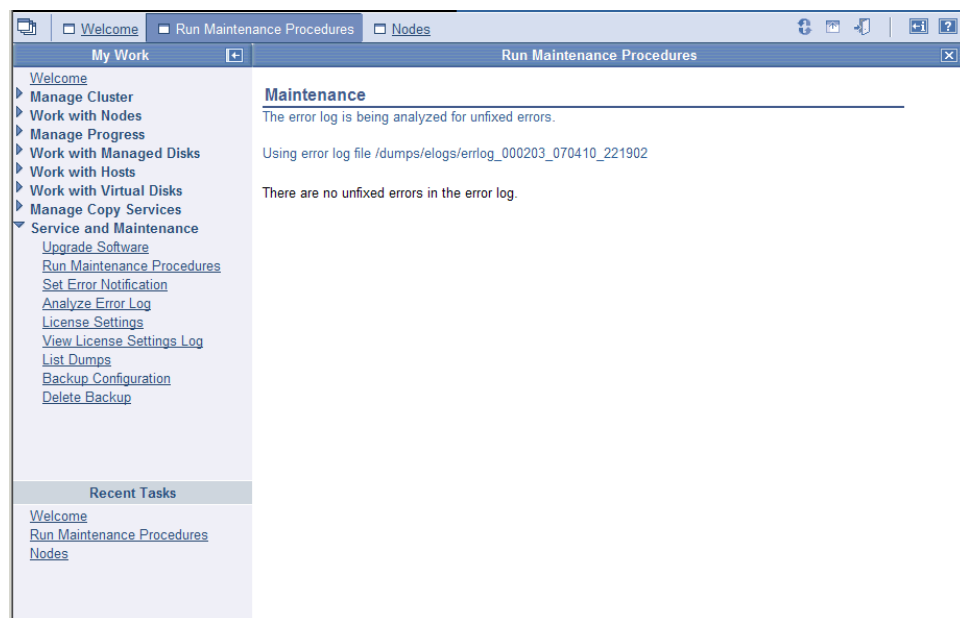 Welcome
Run Maintenance Procedures
Nodes
My Work
Run Maintenance Procedures
Welcome
Manage Cluster
Work with Nodes
Manage Progress
Work with Managed Disks
Work with Hosts
Work with Virtual Disks
Manage Copy Services
Service and Maintenance
Upgrade Software
Run Maintenance Procedures
Set Error Notification
Analyze Error Log
License Settings
View License Settings Log
List Dumps
Backup Configuration
Delete Backup
Recent Tasks
Welcome
Run Maintenance Procedures
Nodes
Maintenance
The error log is being analyzed for unfixed errors.
Using error log file /dumps/elogs/errlog_000203_070410_221902
There are no unfixed errors in the error log.